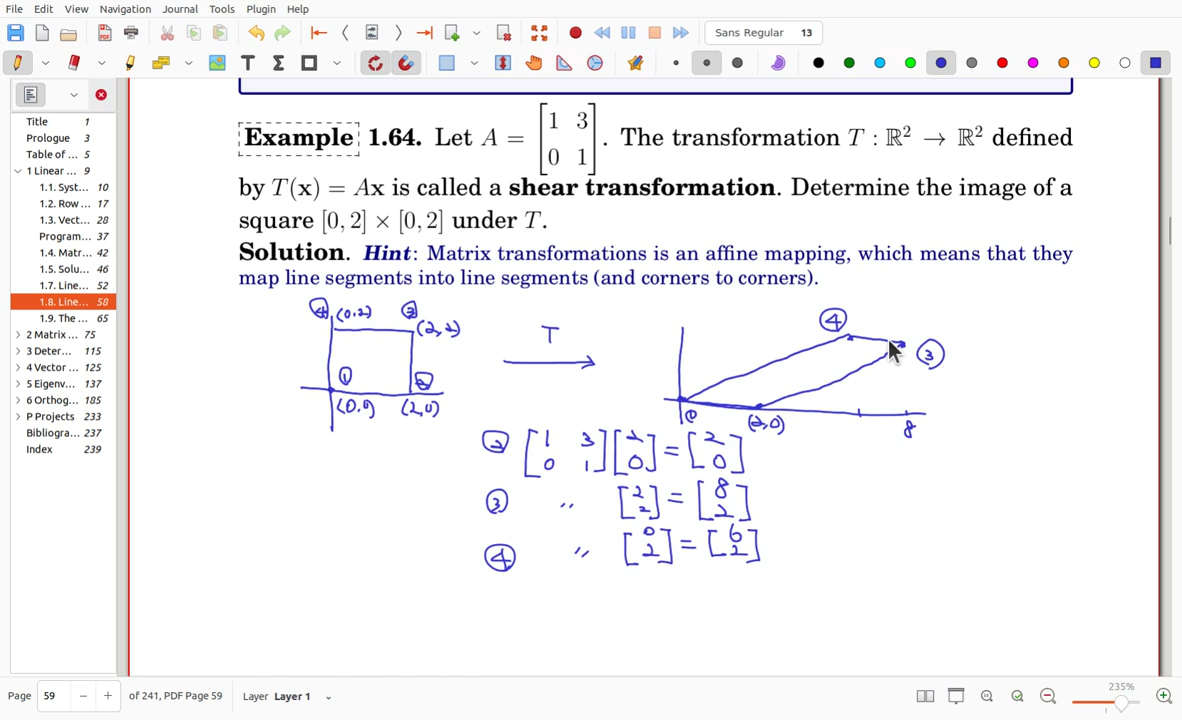 File Edit View Navigation Journal Tools Plugin Help
Sans Regular 13
Title 1
Prologue 3
Table of ... 5
1 Linear ... 9
1.1. Syst... 10
1.2. Row ... 17
1.3. Vect... 28
Program... 37
1.4. Matr... 42
1.5. Solu... 46
1.7. Line... 52
1.8. Line... 58
1.9. The ... 65
2 Matrix ... 75
3 Deter... 115
4 Vector ... 125
5 Eigenv... 137
6 Orthog... 185
P Projects 233
Bibliogra... 237
Index 239
Example 1.64. Let A = [1 3; 0 1]. The transformation T : ℝ² → ℝ² defined
by T(x) = Ax is called a shear transformation. Determine the image of a
square [0, 2] × [0, 2] under T.
Solution. Hint: Matrix transformations is an affine mapping, which means that they
map line segments into line segments (and corners to corners).
④ (0,2) ③ (2,2)
① (0,0) ② (2,0)
T
④ ③
① (2,0) 8
② [1 3; 0 1] [2; 0] = [2; 0]
③ " [2; 2] = [8; 2]
④ " [0; 2] = [6; 2]
Page 59 − + of 241, PDF Page 59 Layer Layer 1 235%